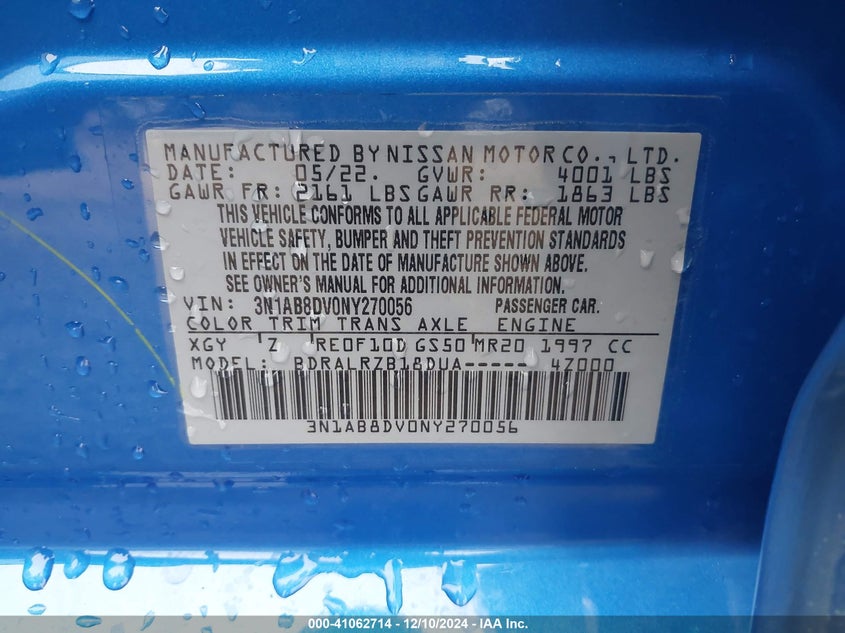 MANUFACTURED BY NISSAN MOTOR CO., LTD.
DATE: 05/22. GVWR: 4001 LBS
GAWR FR: 2161 LBS GAWR RR: 1863 LBS
THIS VEHICLE CONFORMS TO ALL APPLICABLE FEDERAL MOTOR
VEHICLE SAFETY, BUMPER AND THEFT PREVENTION STANDARDS
IN EFFECT ON THE DATE OF MANUFACTURE SHOWN ABOVE.
SEE OWNER'S MANUAL FOR ADDITIONAL INFORMATION
VIN: 3N1AB8DV0NY270056 PASSENGER CAR.
COLOR TRIM TRANS AXLE ENGINE
XGY 'Z 'RE0F10D GS50 'MR20 1997 CC
MODEL: BDRALRZB18DUA----- 4Z000
3N1AB8DV0NY270056
000-41062714 - 12/10/2024 - IAA Inc.